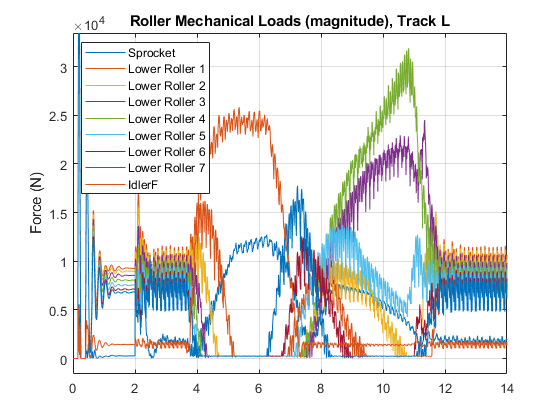 Roller Mechanical Loads (magnitude), Track L
×10⁴
Sprocket
Lower Roller 1
Lower Roller 2
Lower Roller 3
Lower Roller 4
Lower Roller 5
Lower Roller 6
Lower Roller 7
IdlerF
Force (N)
3
2.5
2
1.5
1
0.5
0
0 2 4 6 8 10 12 14